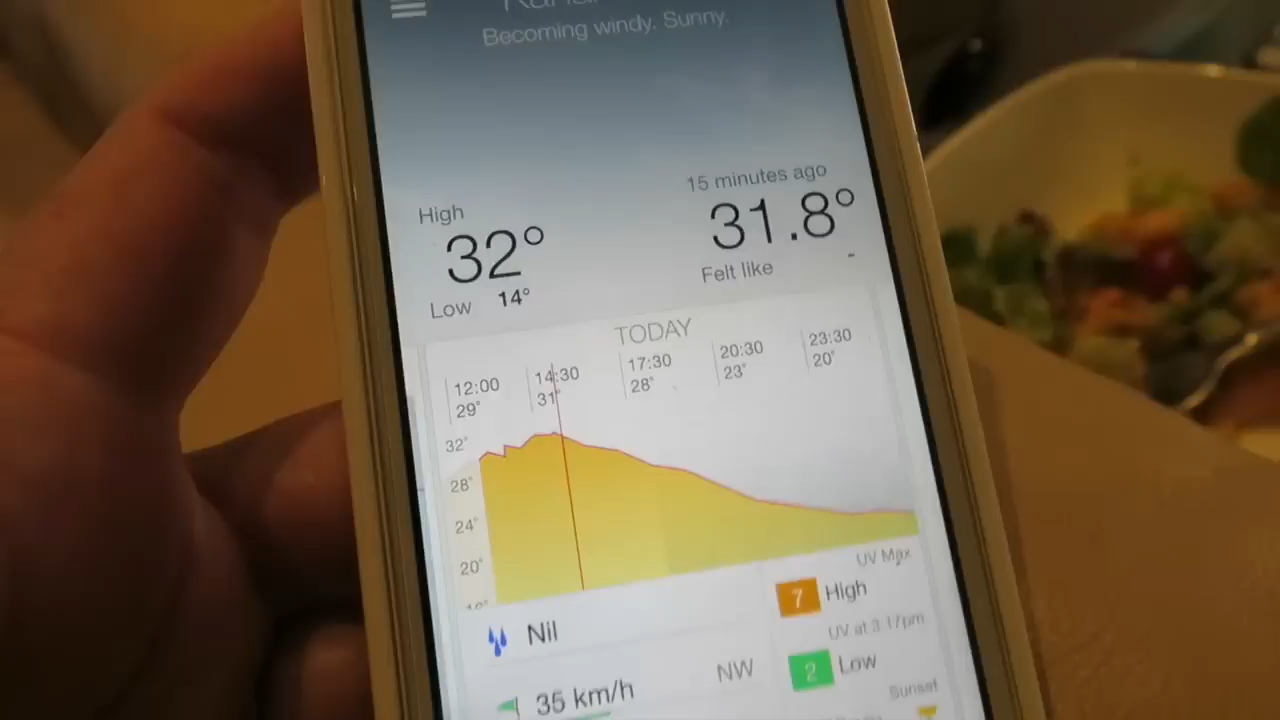 Becoming windy. Sunny.
15 minutes ago
High
32°
31.8°
Low 14°
Felt like -
TODAY
12:00 14:30 17:30 20:30 23:30
29° 31° 28° 23° 20°
32°
28°
24°
20°
UV Max
7 High
Nil
UV at 3:17pm
2 Low
NW
35 km/h
Sunset